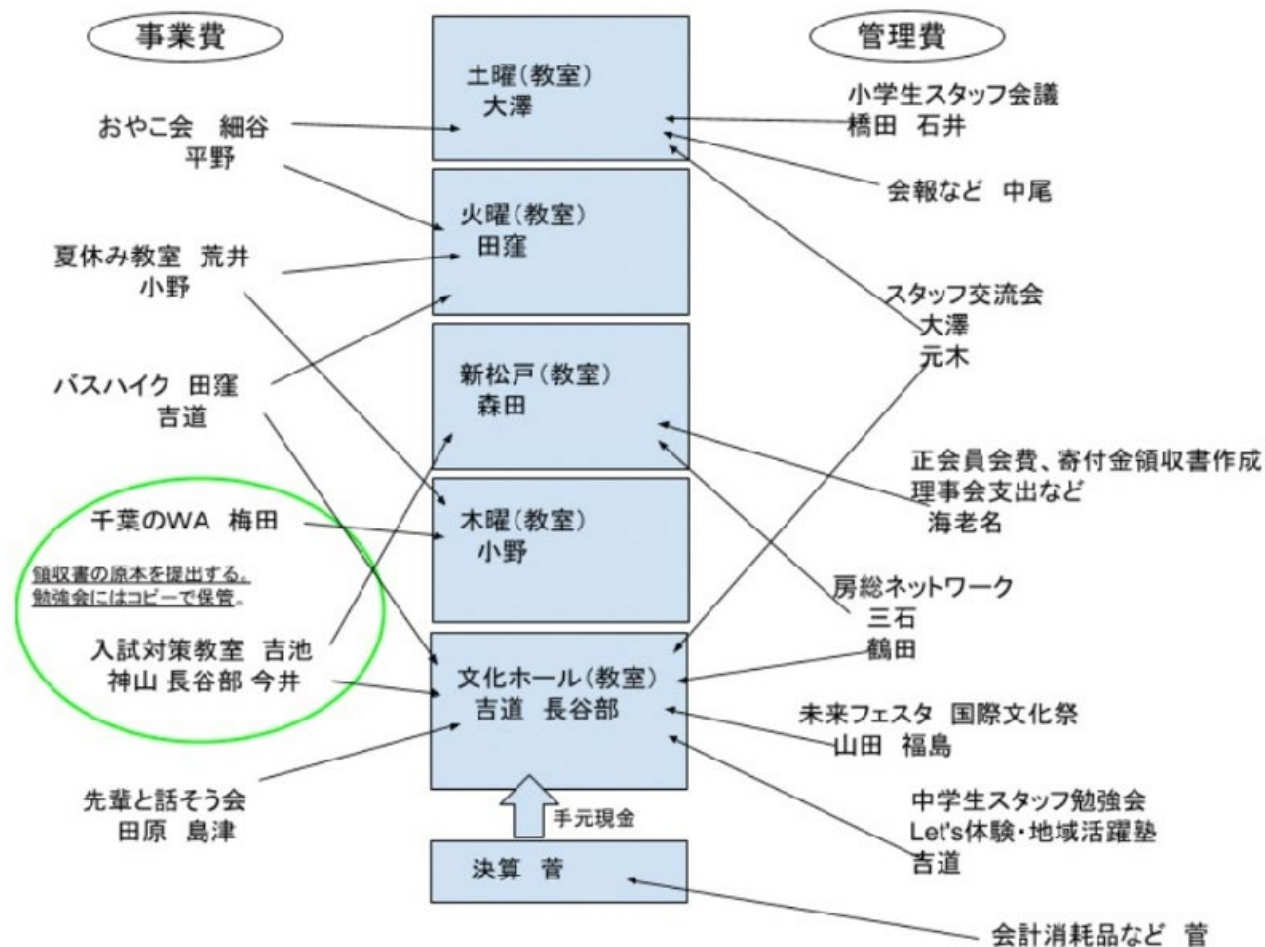 事業費
おやこ会 細谷
平野
夏休み教室 荒井
小野
バスハイク 田窪
吉道
千葉のWA 梅田
領収書の原本を提出する。
勉強会にはコピーで保管。
入試対策教室 吉池
神山 長谷部 今井
先輩と話そう会
田原 島津
土曜(教室)
大澤
火曜(教室)
田窪
新松戸(教室)
森田
木曜(教室)
小野
文化ホール(教室)
吉道 長谷部
手元現金
決算 菅
管理費
小学生スタッフ会議
橋田 石井
会報など 中尾
スタッフ交流会
大澤
元木
正会員会費、寄付金領収書作成
理事会支出など
海老名
房総ネットワーク
三石
鶴田
未来フェスタ 国際文化祭
山田 福島
中学生スタッフ勉強会
Let's体験・地域活躍塾
吉道
会計消耗品など 菅